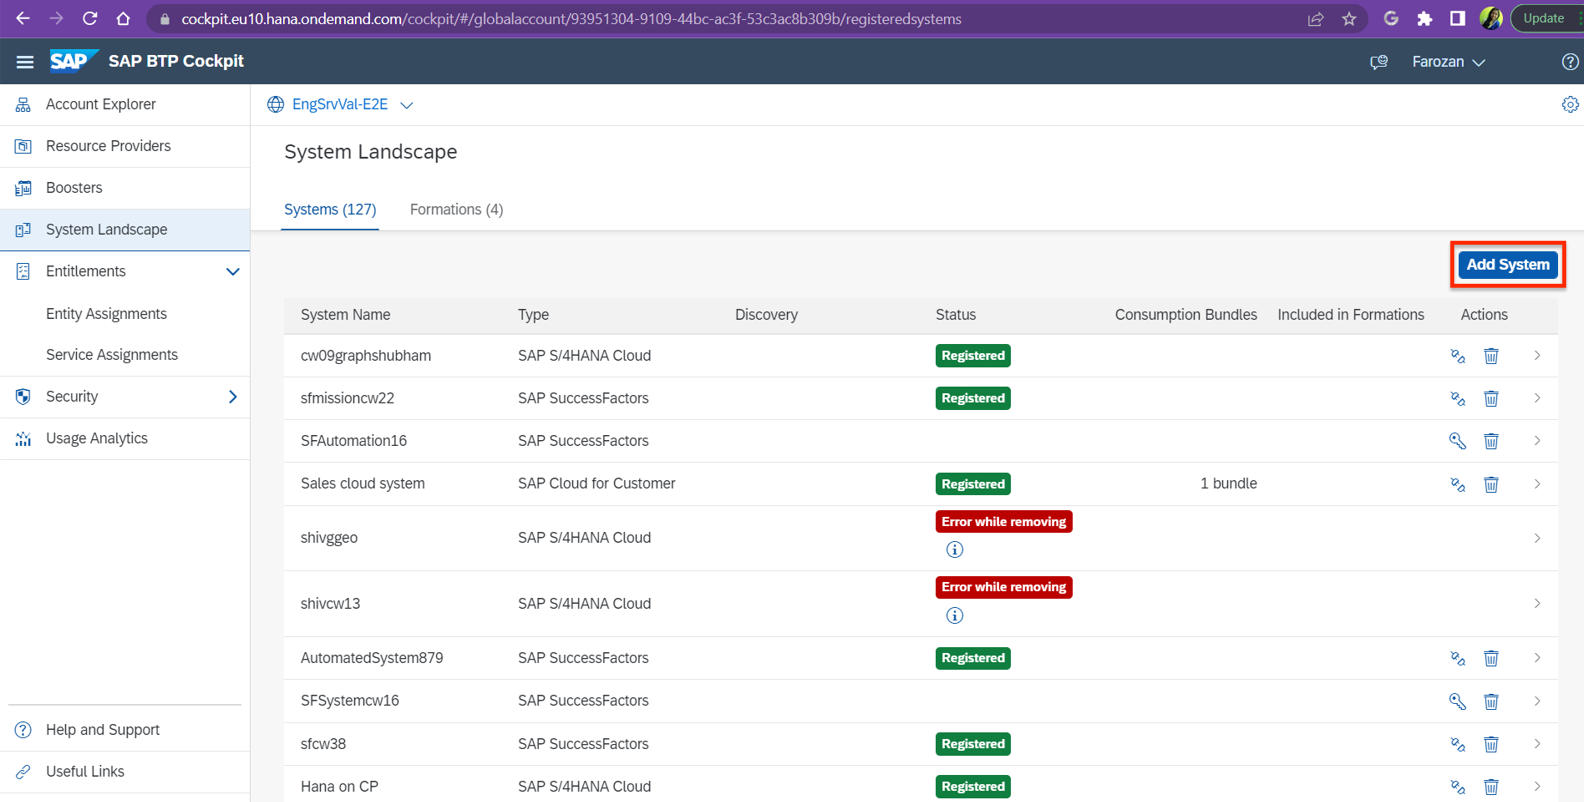 cockpit.eu10.hana.ondemand.com/cockpit/#/globalaccount/93951304-9109-44bc-ac3f-53c3ac8b309b/registeredsystems
G
Update
SAP SAP BTP Cockpit
Farozan
Account Explorer
Resource Providers
Boosters
System Landscape
Entitlements
Entity Assignments
Service Assignments
Security
Usage Analytics
Help and Support
Useful Links
EngSrvVal-E2E
System Landscape
Systems (127) Formations (4)
Add System
System Name Type Discovery Status Consumption Bundles Included in Formations Actions
cw09graphshubham SAP S/4HANA Cloud Registered
sfmissioncw22 SAP SuccessFactors Registered
SFAutomation16 SAP SuccessFactors
Sales cloud system SAP Cloud for Customer Registered 1 bundle
shivggeo SAP S/4HANA Cloud Error while removing
shivcw13 SAP S/4HANA Cloud Error while removing
AutomatedSystem879 SAP SuccessFactors Registered
SFSystemcw16 SAP SuccessFactors
sfcw38 SAP SuccessFactors Registered
Hana on CP SAP S/4HANA Cloud Registered